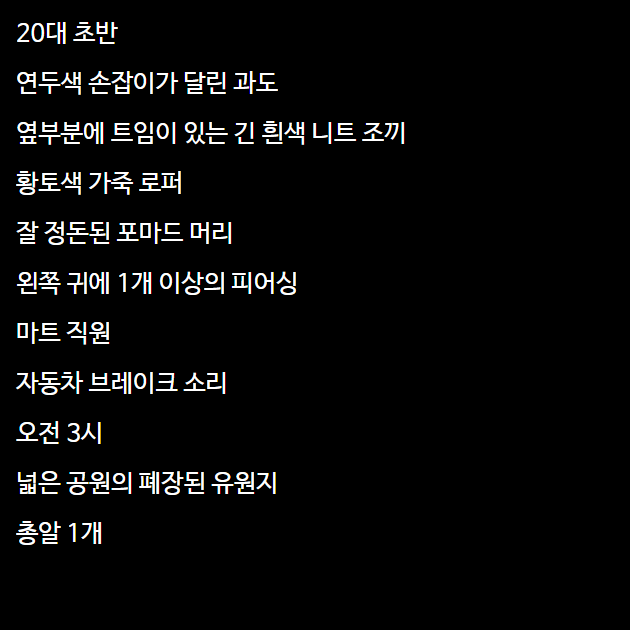 20대 초반
연두색 손잡이가 달린 과도
옆부분에 트임이 있는 긴 흰색 니트 조끼
황토색 가죽 로퍼
잘 정돈된 포마드 머리
왼쪽 귀에 1개 이상의 피어싱
마트 직원
자동차 브레이크 소리
오전 3시
넓은 공원의 폐장된 유원지
총알 1개